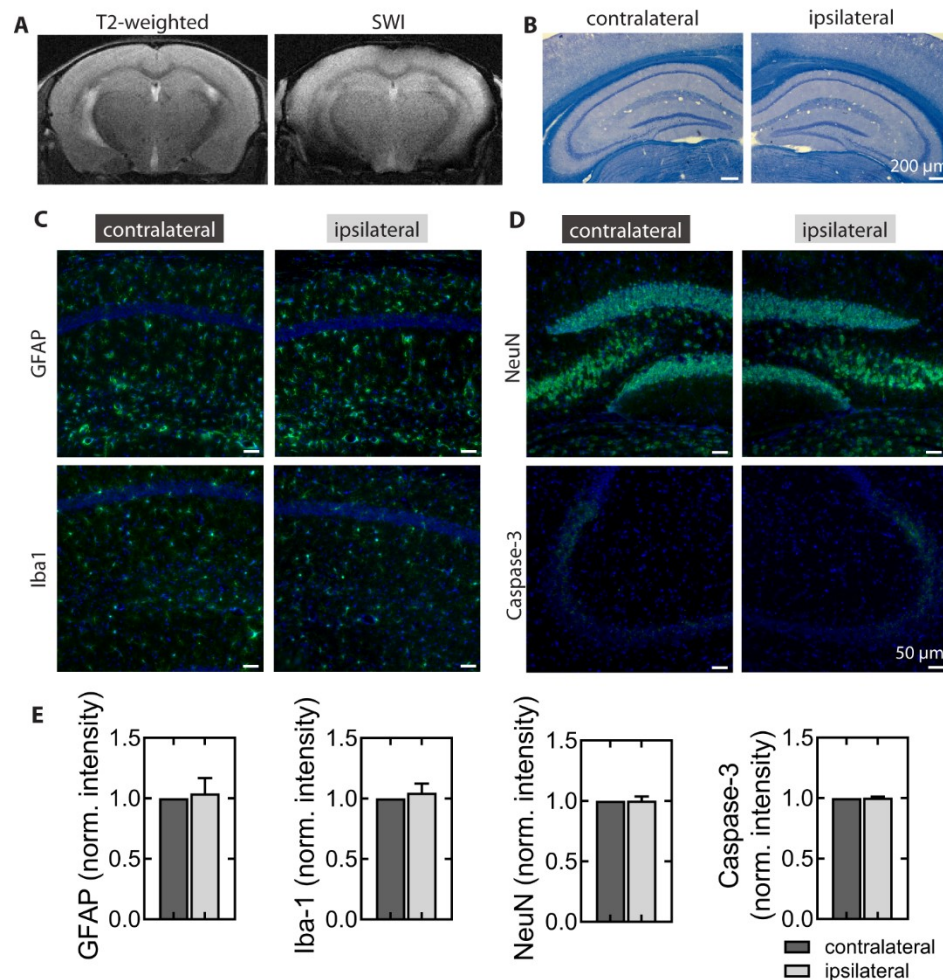 A
T2-weighted
SWI
B
contralateral
ipsilateral
200 µm
C
contralateral
ipsilateral
GFAP
Iba1
D
contralateral
ipsilateral
NeuN
Caspase-3
50 µm
E
GFAP (norm. intensity)
1.5
1.0
0.5
0.0
Iba-1 (norm. intensity)
1.5
1.0
0.5
0.0
NeuN (norm. intensity)
1.5
1.0
0.5
0.0
Caspase-3
(norm. intensity)
1.5
1.0
0.5
0.0
contralateral
ipsilateral